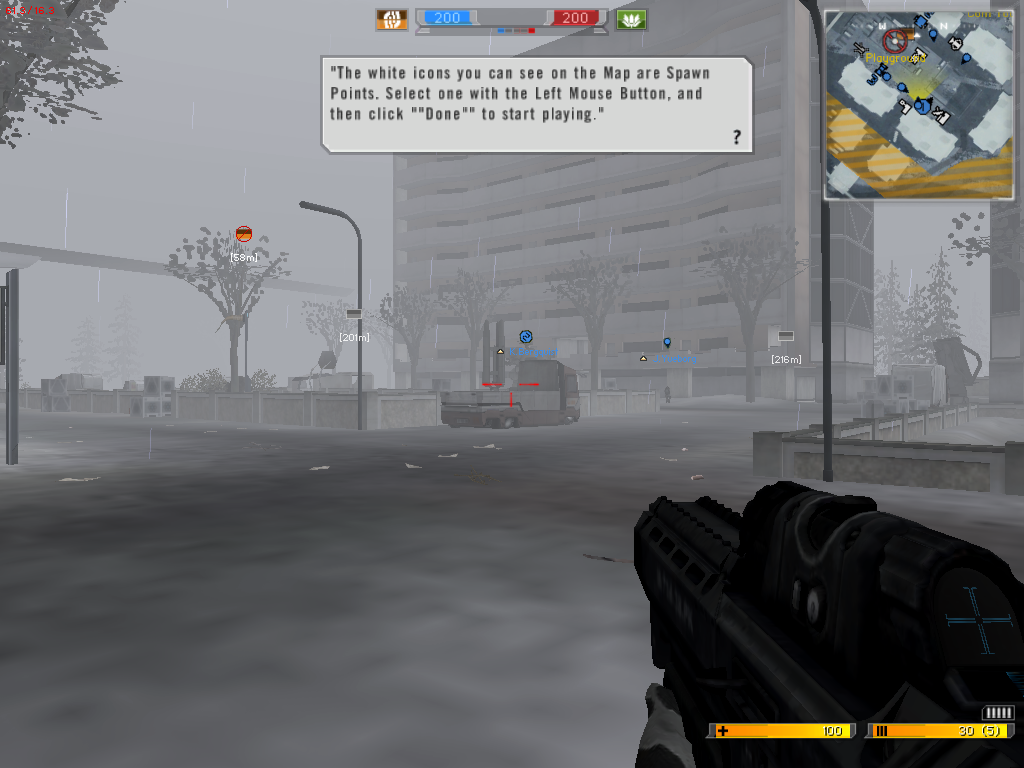 200
200
"The white icons you can see on the Map are Spawn
Points. Select one with the Left Mouse Button, and
then click ""Done"" to start playing."
?
W
N
Playground
[58m]
[201m]
[216m]
100
30 (5)